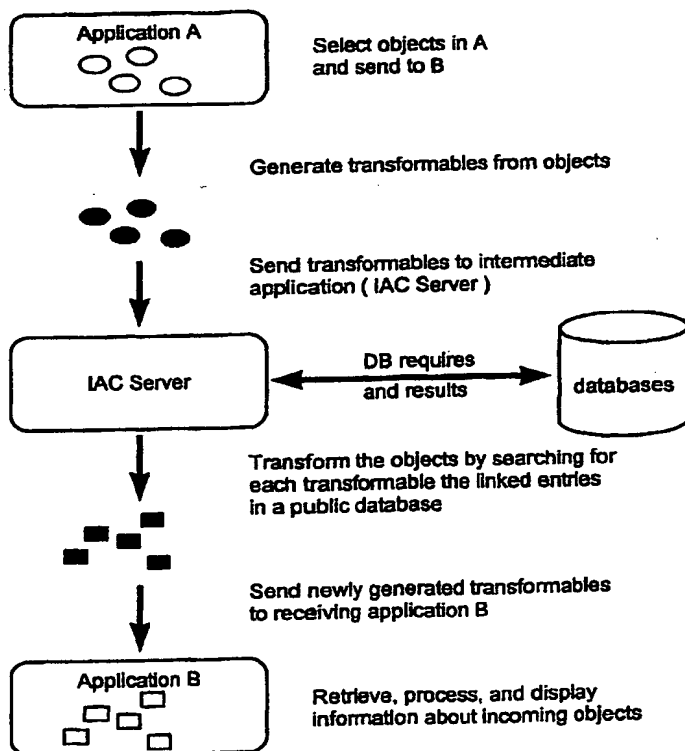 Application A
Select objects in A
and send to B
Generate transformables from objects
Send transformables to intermediate
application ( IAC Server )
IAC Server
DB requires
and results
databases
Transform the objects by searching for
each transformable the linked entries
in a public database
Send newly generated transformables
to receiving application B
Application B
Retrieve, process, and display
information about incoming objects